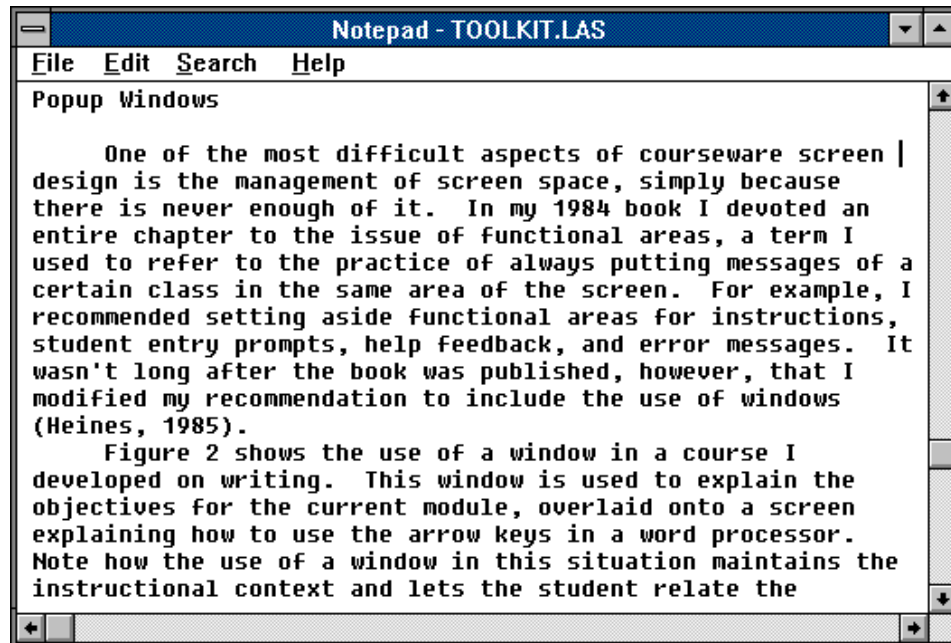 Notepad - TOOLKIT.LAS
File Edit Search Help
Popup Windows
One of the most difficult aspects of courseware screen
design is the management of screen space, simply because
there is never enough of it.  In my 1984 book I devoted an
entire chapter to the issue of functional areas, a term I
used to refer to the practice of always putting messages of a
certain class in the same area of the screen.  For example, I
recommended setting aside functional areas for instructions,
student entry prompts, help feedback, and error messages.  It
wasn't long after the book was published, however, that I
modified my recommendation to include the use of windows
(Heines, 1985).
Figure 2 shows the use of a window in a course I
developed on writing.  This window is used to explain the
objectives for the current module, overlaid onto a screen
explaining how to use the arrow keys in a word processor.
Note how the use of a window in this situation maintains the
instructional context and lets the student relate the